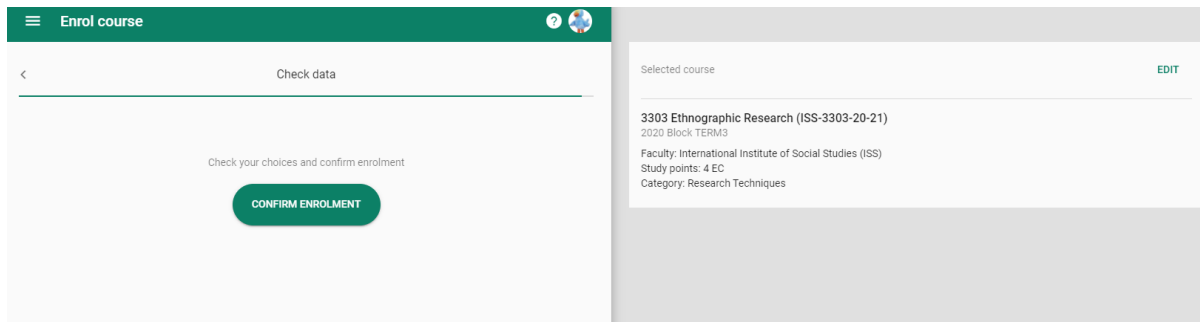 Enrol course
Check data
Check your choices and confirm enrolment
CONFIRM ENROLMENT
Selected course
EDIT
3303 Ethnographic Research (ISS-3303-20-21)
2020 Block TERM3
Faculty: International Institute of Social Studies (ISS)
Study points: 4 EC
Category: Research Techniques